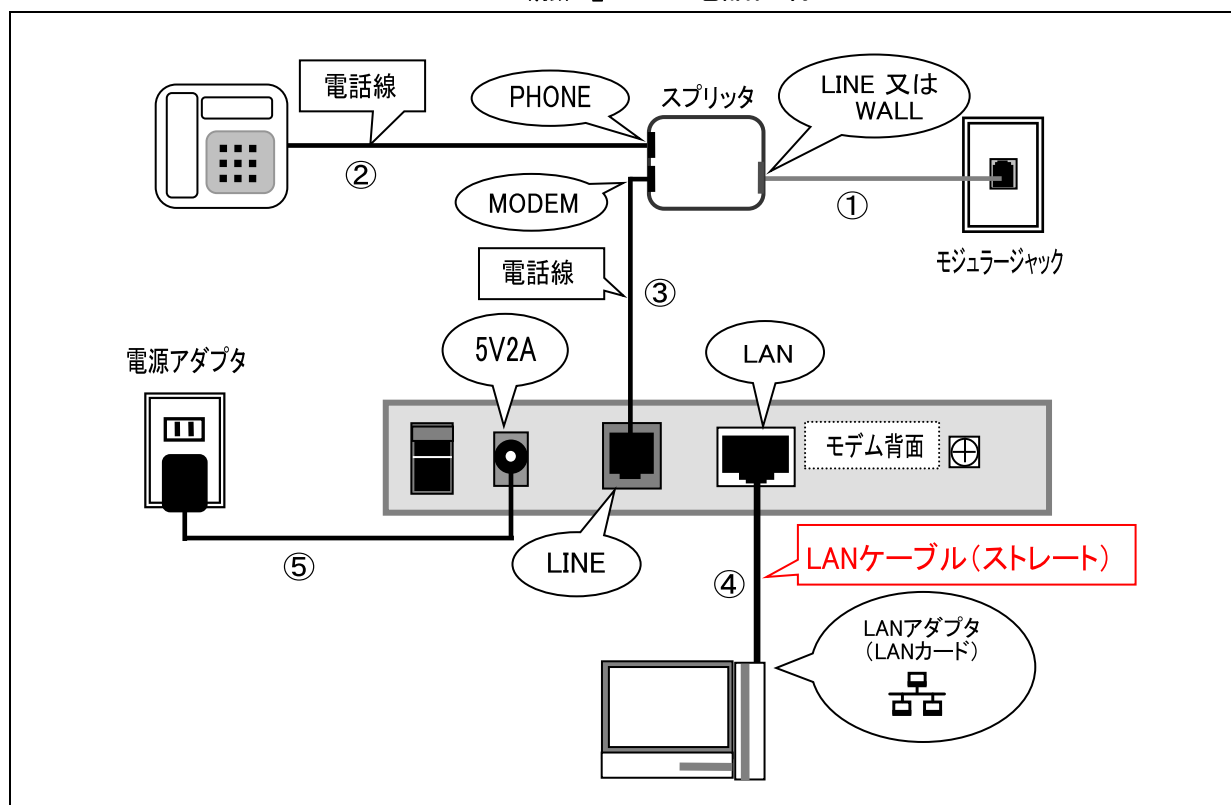 電話線
PHONE
スプリッタ
LINE 又は
WALL
②
①
MODEM
モジュラージャック
電話線
③
電源アダプタ
5V2A
LAN
モデム背面
⑤
LINE
④
LANケーブル(ストレート)
LANアダプタ
(LANカード)